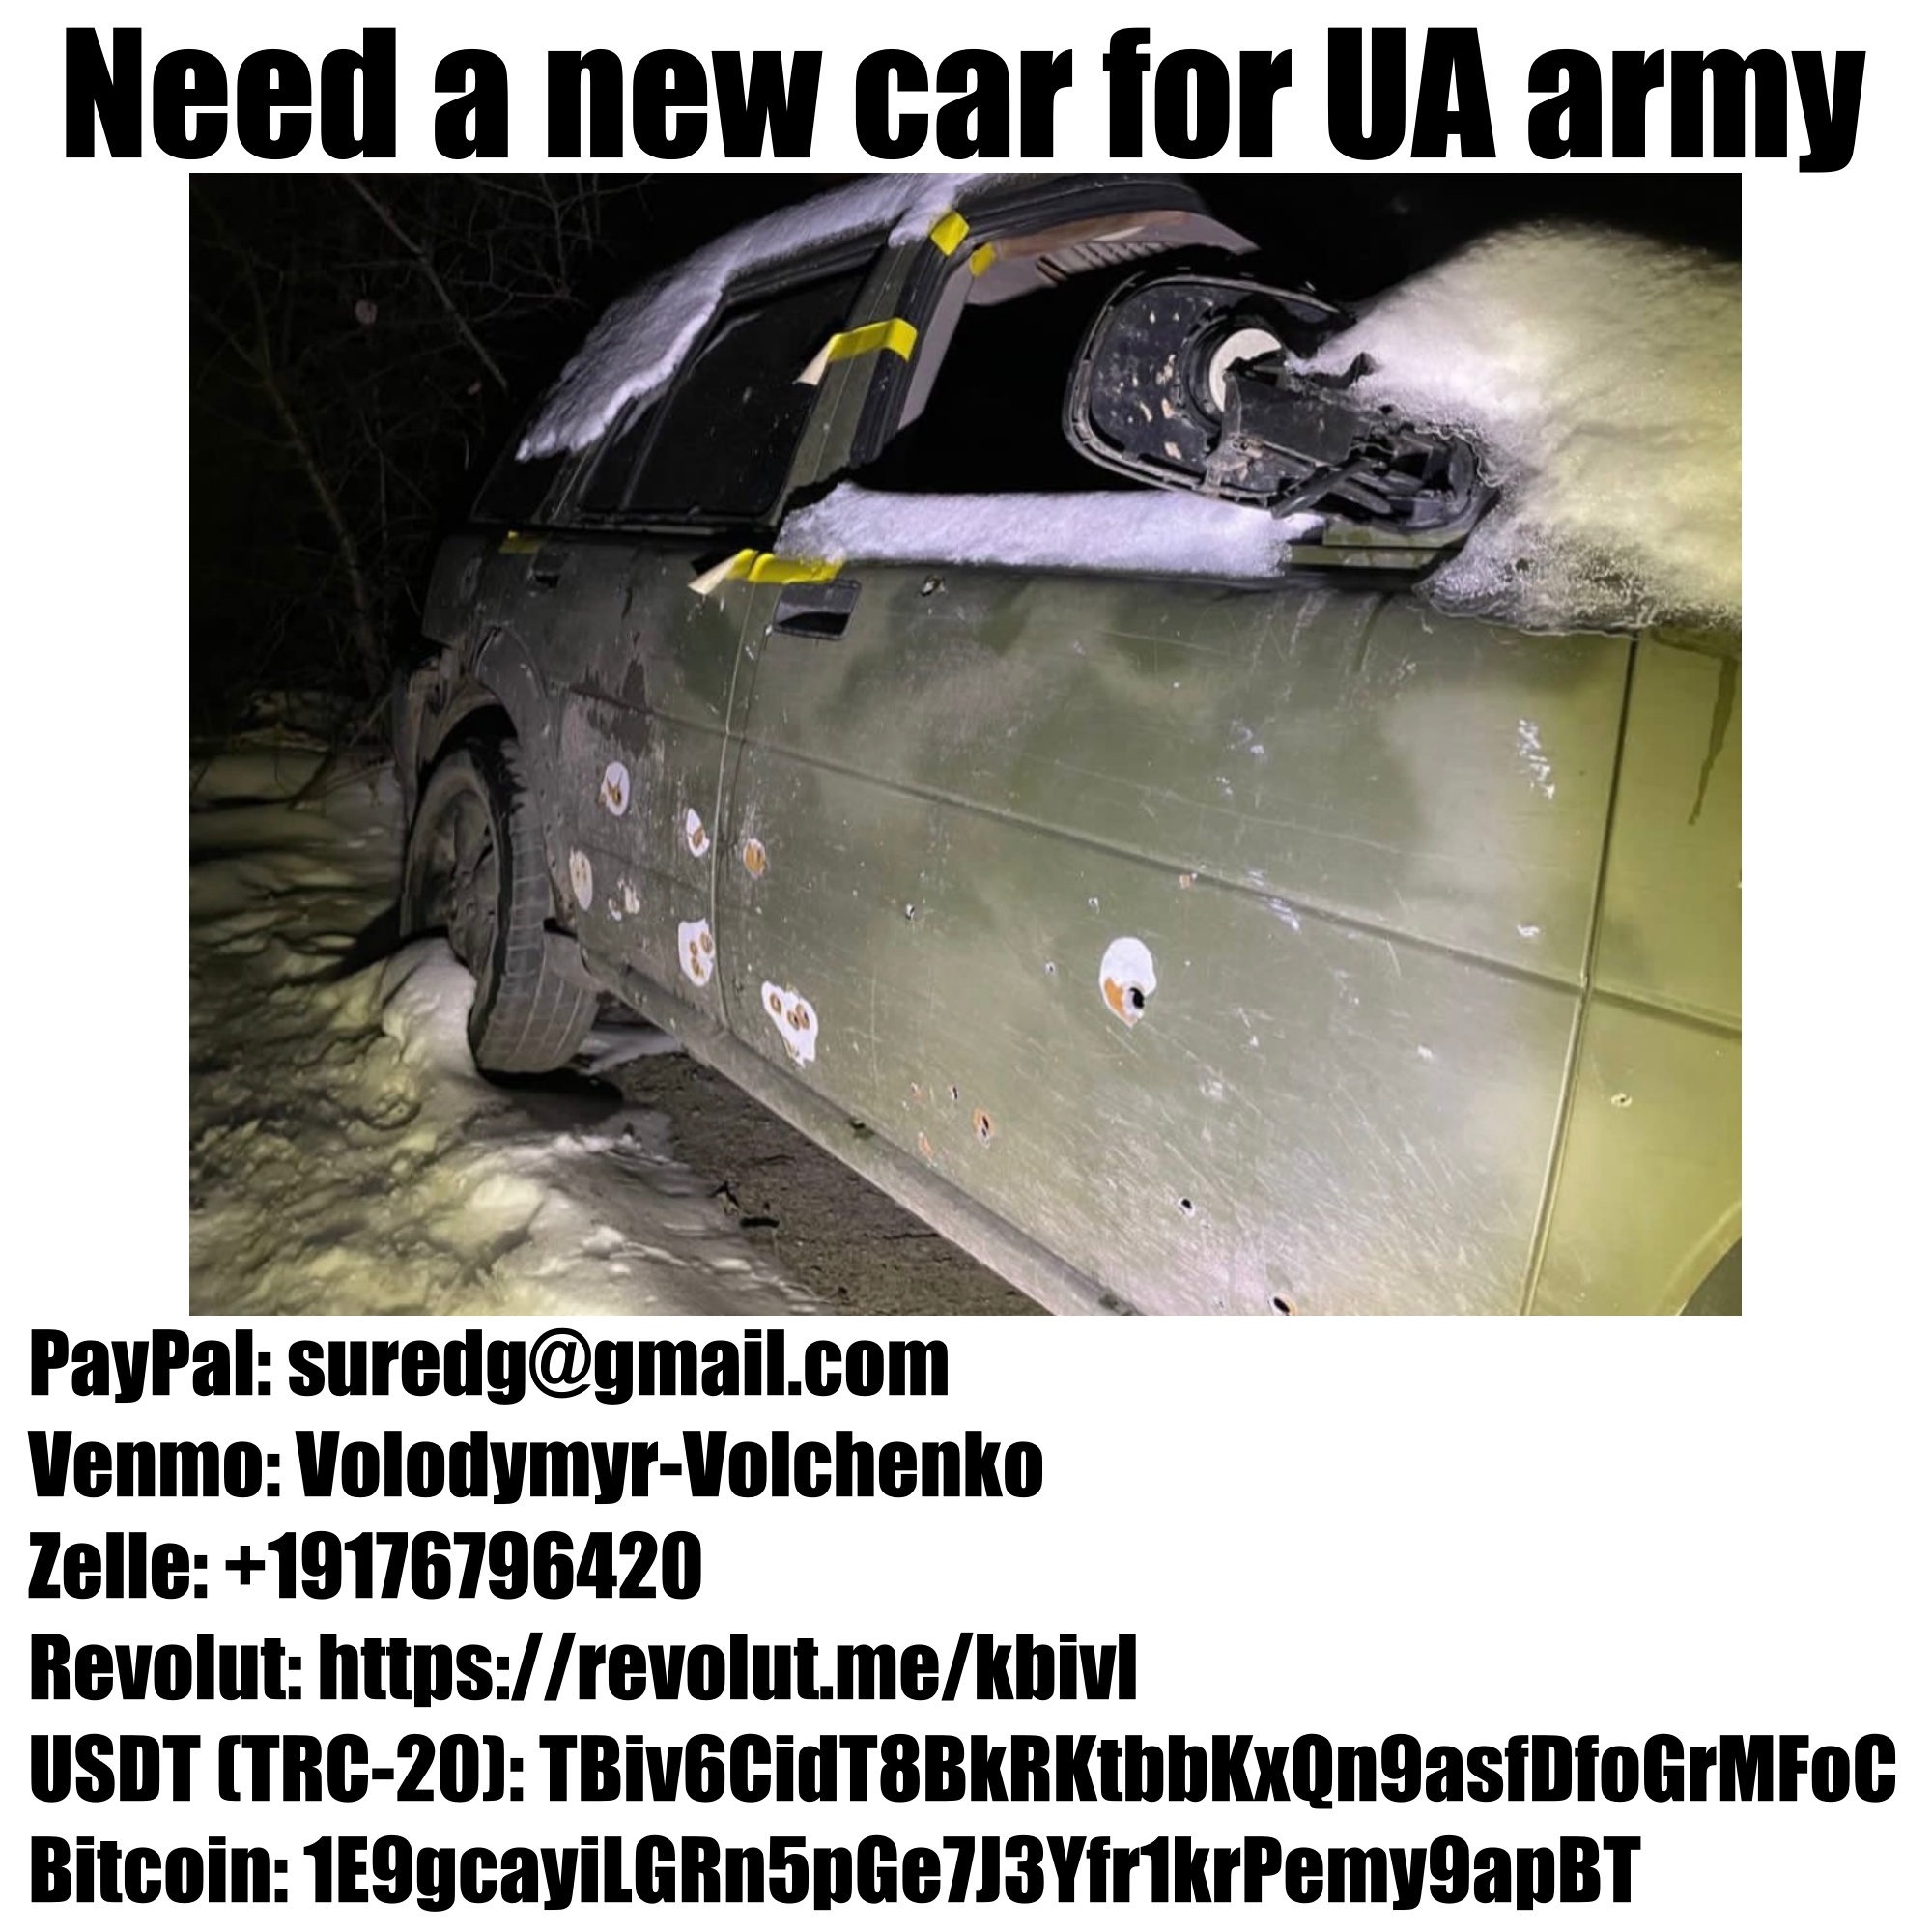 Need a new car for UA army
PayPal: suredg@gmail.com
Venmo: Volodymyr-Volchenko
Zelle: +19176796420
Revolut: https://revolut.me/kbivl
USDT (TRC-20): TBiv6CidT8BkRKtbbKxQn9asfDfoGrMFoC
Bitcoin: 1E9gcayiLGRn5pGe7J3Yfr1krPemy9apBT